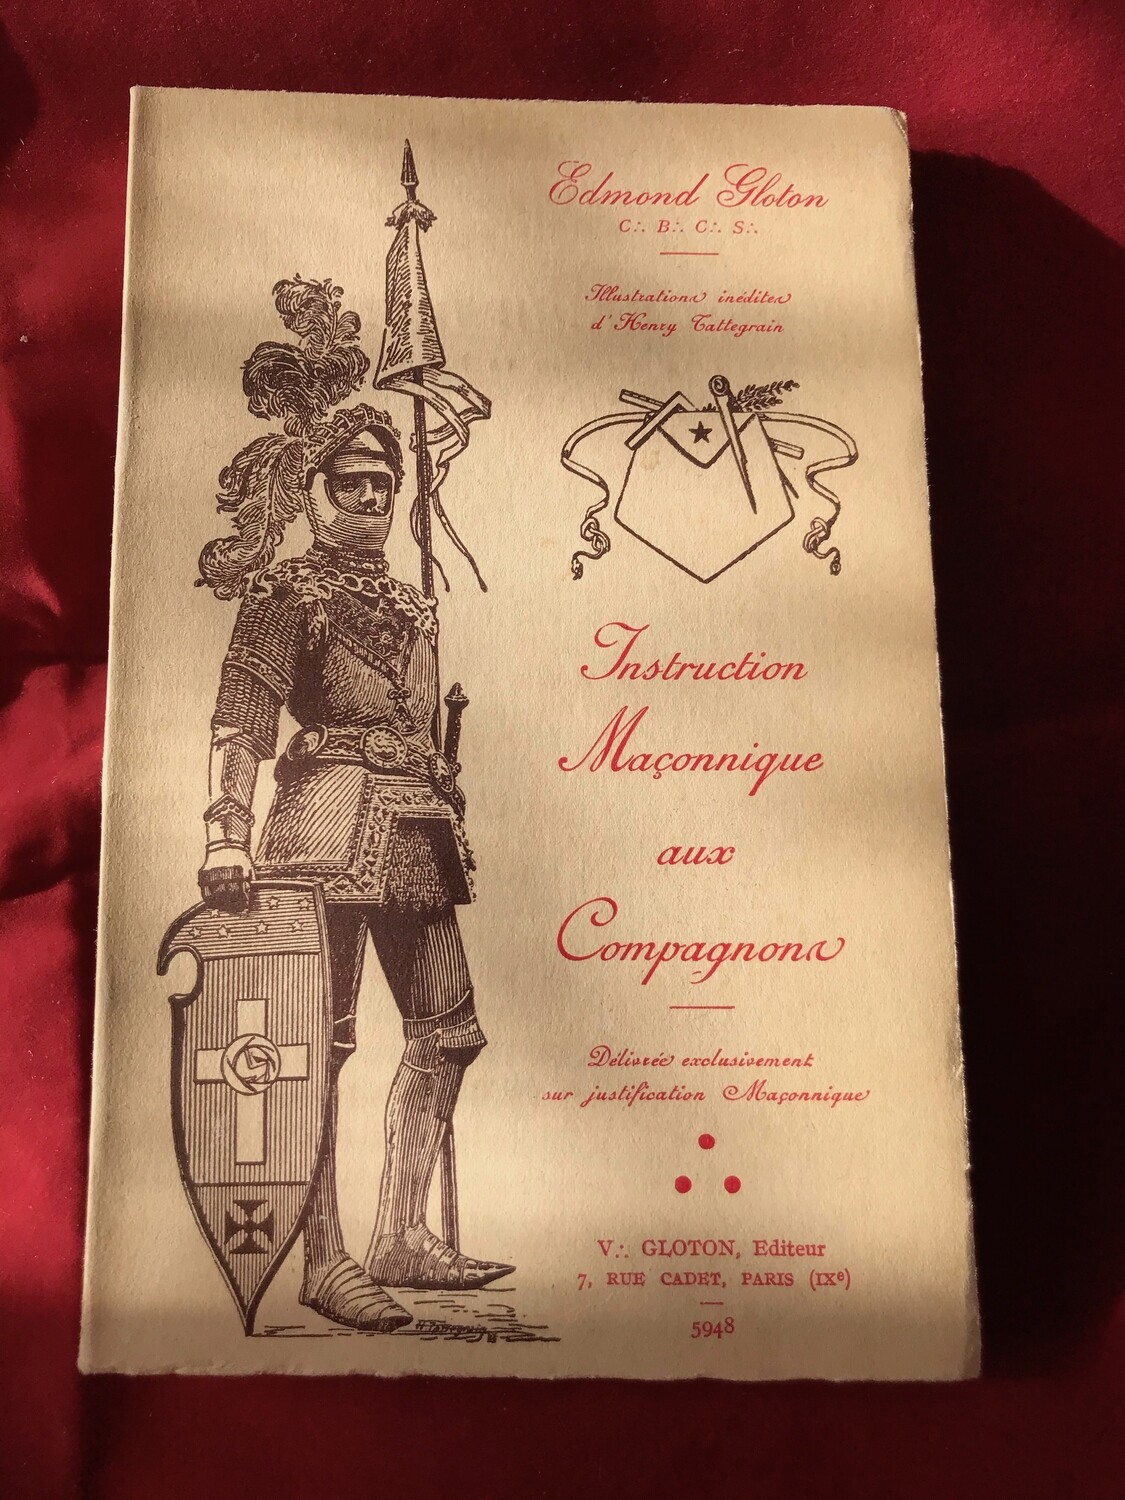 Edmond Gloton
C∴ B∴ C∴ S∴
Illustrations inédites
d'Henry Tattegrain
Instruction
Maçonnique
aux
Compagnons
Délivrée exclusivement
sur justification Maçonnique
V∴ GLOTON, Editeur
7, RUE CADET, PARIS (IXe)
5948
H. Tattegrain